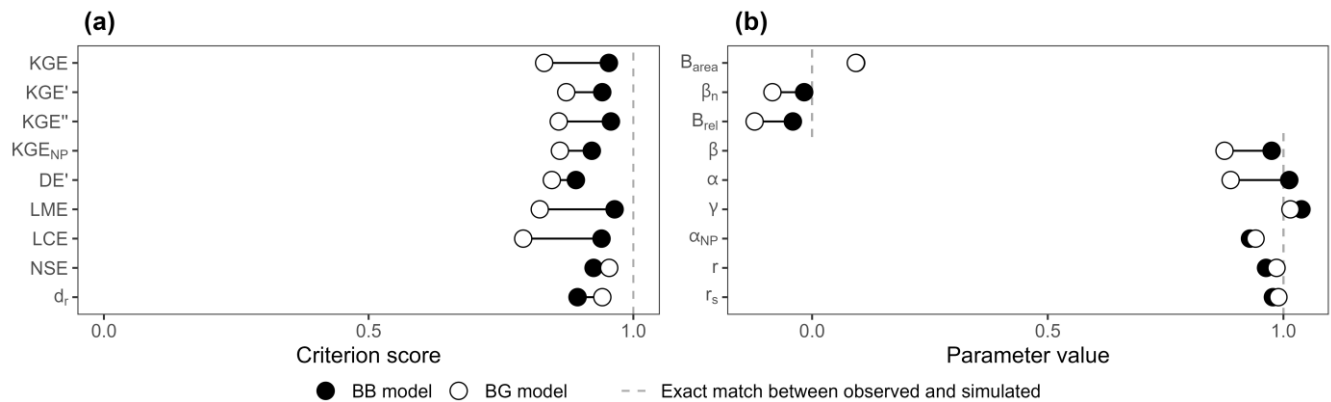 (a)
KGE
KGE'
KGE"
KGE_NP
DE'
LME
LCE
NSE
d_r
0.0 0.5 1.0
Criterion score
(b)
B_area
β_n
B_rel
β
α
γ
α_NP
r
r_s
0.0 0.5 1.0
Parameter value
BB model BG model Exact match between observed and simulated